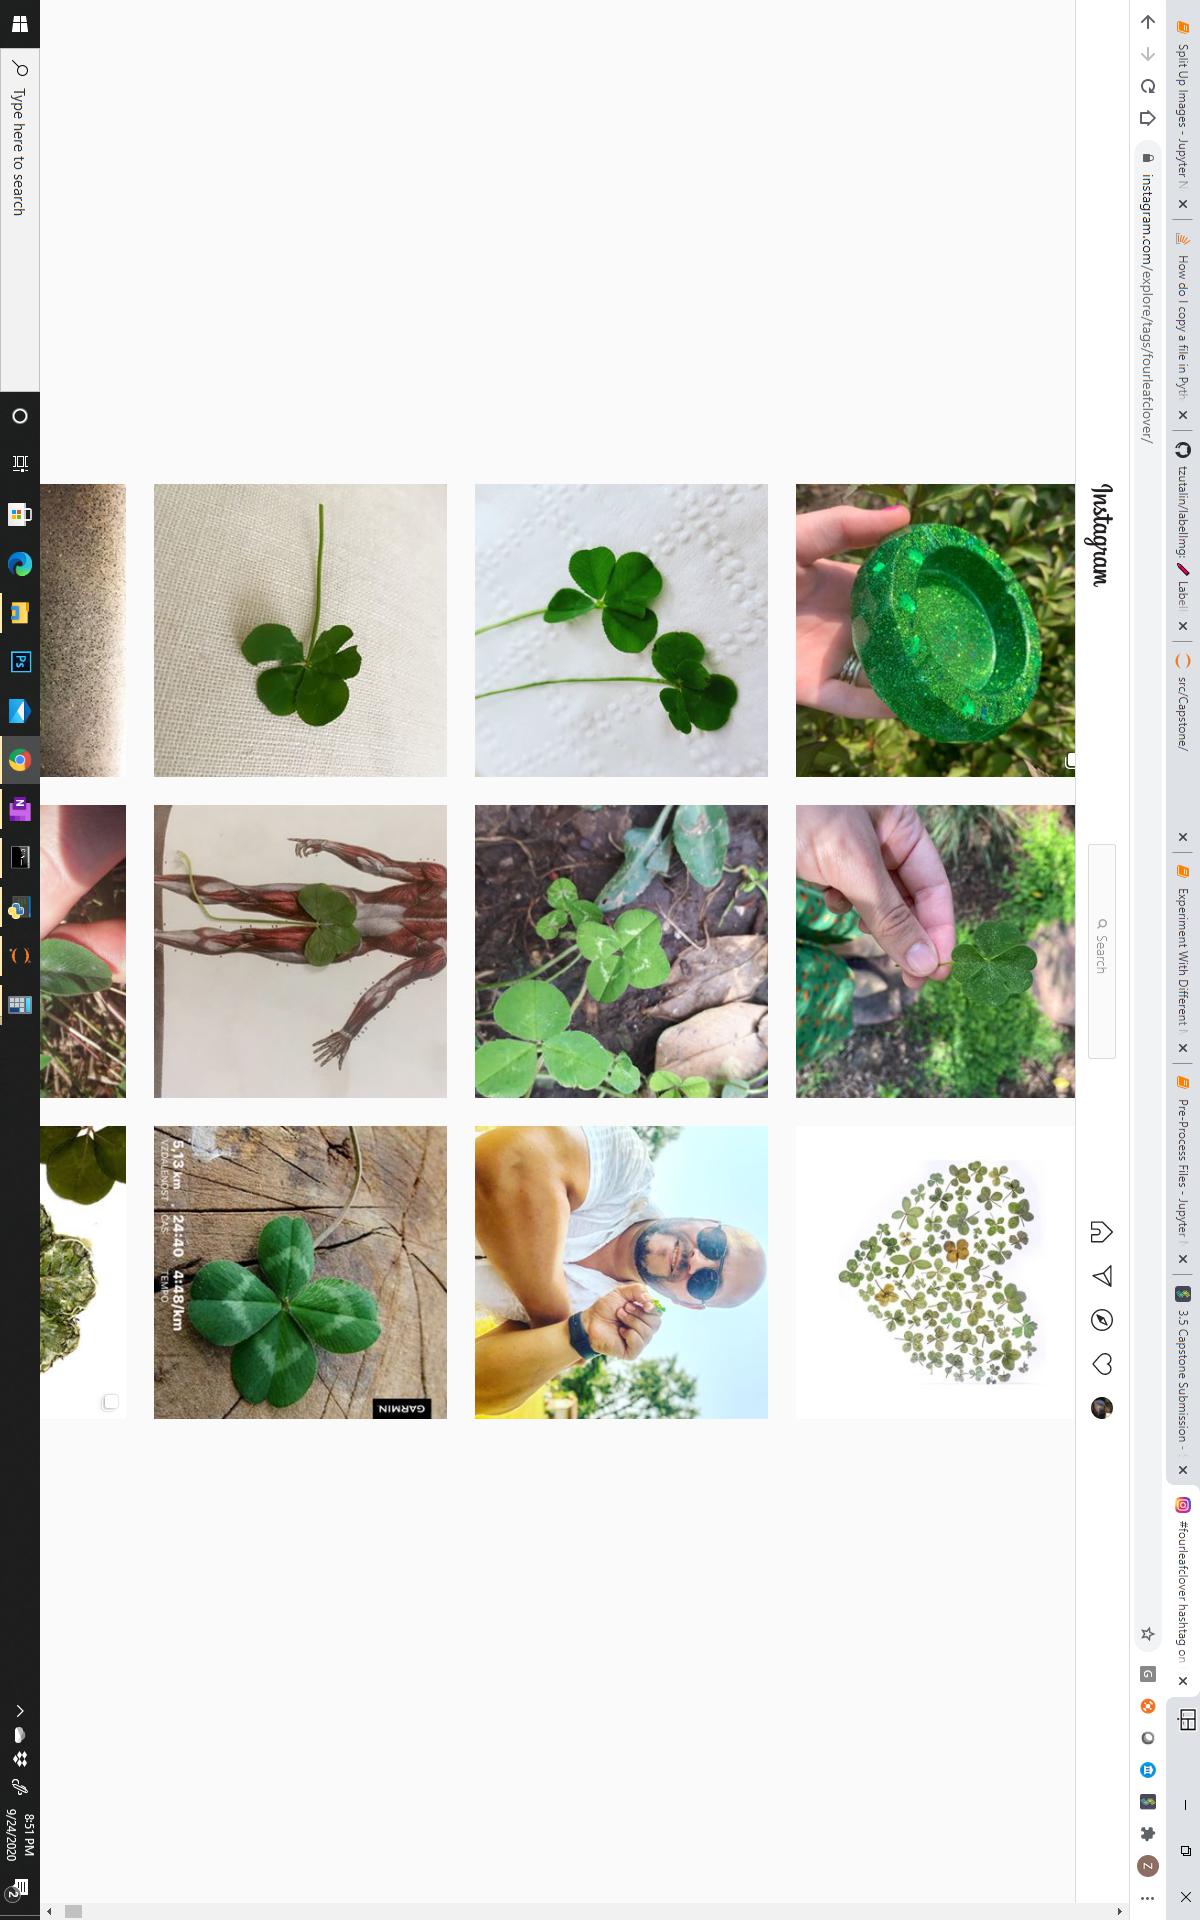 Split Up Images - Jupyter N
How do I copy a file in Pyth
tzutalin/labelImg: Label
src/Capstone/
Experiment With Different
Pre-Process Files - Jupyter
3.5 Capstone Submission -
#fourleafclover hashtag on
instagram.com/explore/tags/fourleafclover/
G
Z
Instagram
Search
GARMIN
5,13 km 24:40 4:48/km
VZDÁLENOST ČAS TEMPO
Type here to search
Ps
N
8:51 PM
9/24/2020
2